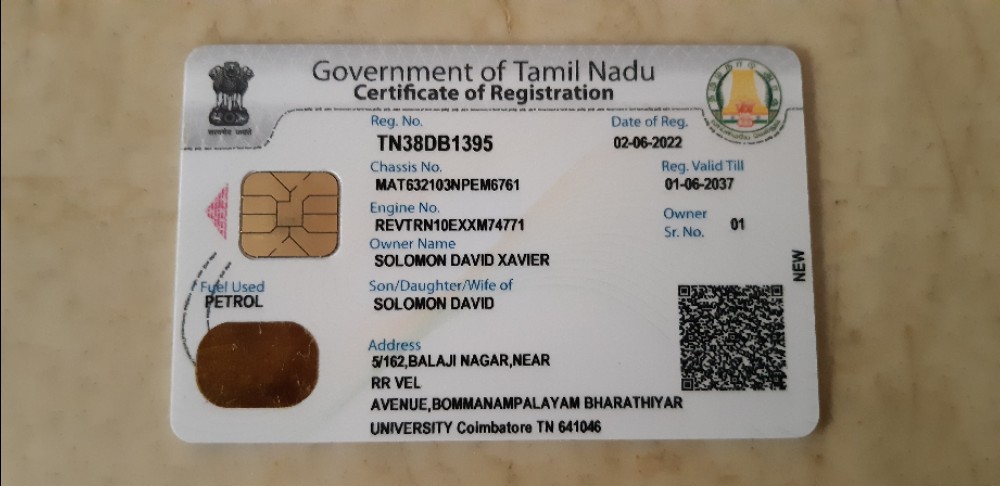 Government of Tamil Nadu
Certificate of Registration
Reg. No.
TN38DB1395
Date of Reg.
02-06-2022
Chassis No.
MAT632103NPEM6761
Reg. Valid Till
01-06-2037
Engine No.
REVTRN10EXXM74771
Owner
Sr. No.
01
Owner Name
SOLOMON DAVID XAVIER
NEW
Fuel Used
PETROL
Son/Daughter/Wife of
SOLOMON DAVID
Address
5/162,BALAJI NAGAR,NEAR
RR VEL
AVENUE,BOMMANAMPALAYAM BHARATHIYAR
UNIVERSITY Coimbatore TN 641046